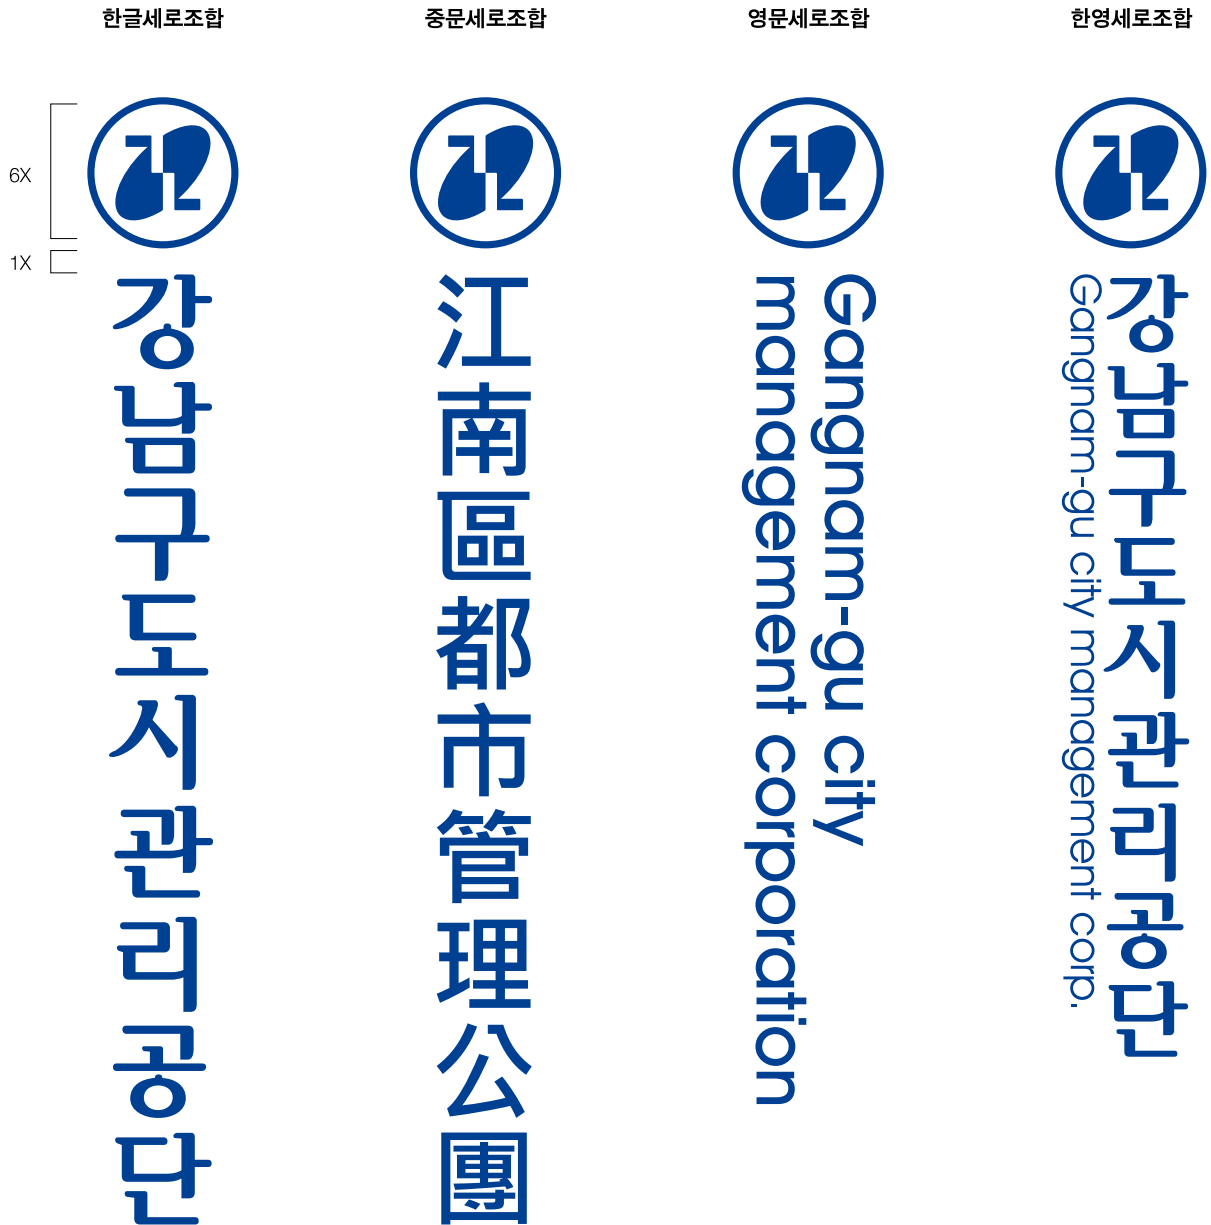 한글세로조합
중문세로조합
영문세로조합
한영세로조합
6X
1X
강남구도시관리공단
江南區都市管理公團
Gangnam-gu city
management corporation
강남구도시관리공단
Gangnam-gu city management corp.